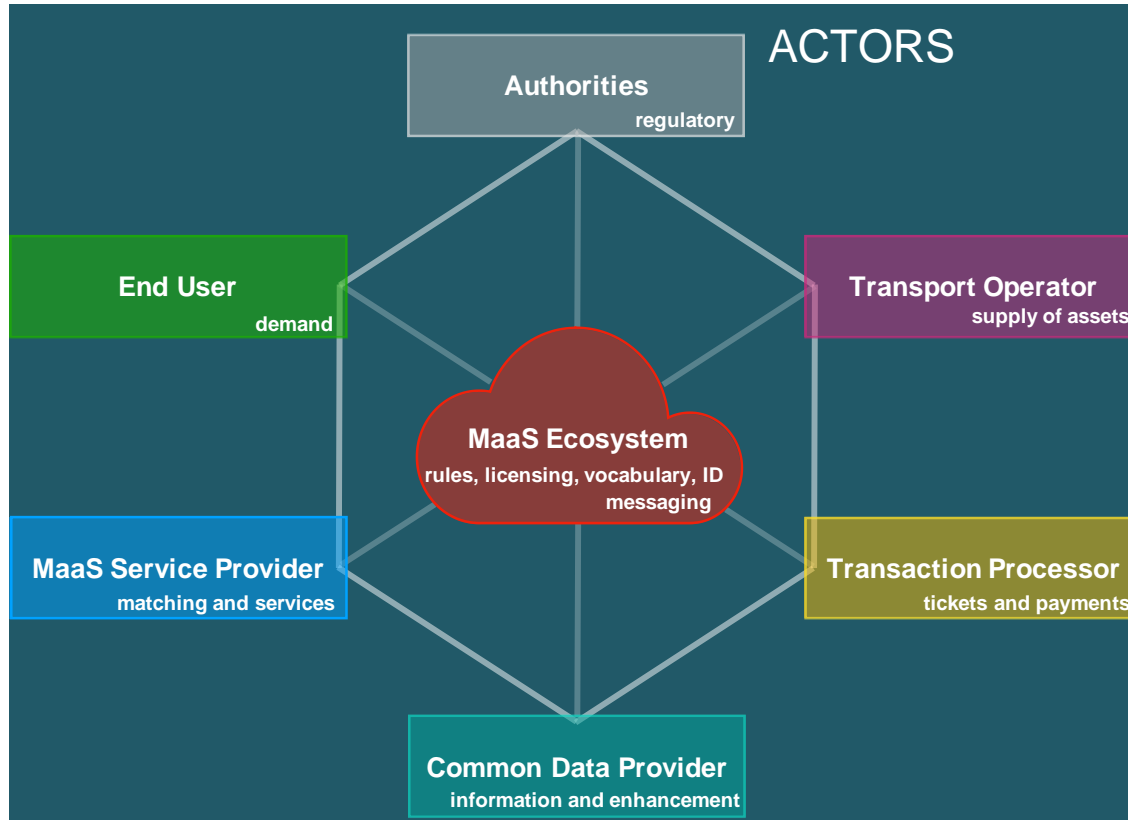 ACTORS
Authorities
regulatory
End User
demand
Transport Operator
supply of assets
MaaS Ecosystem
rules, licensing, vocabulary, ID
messaging
MaaS Service Provider
matching and services
Transaction Processor
tickets and payments
Common Data Provider
information and enhancement